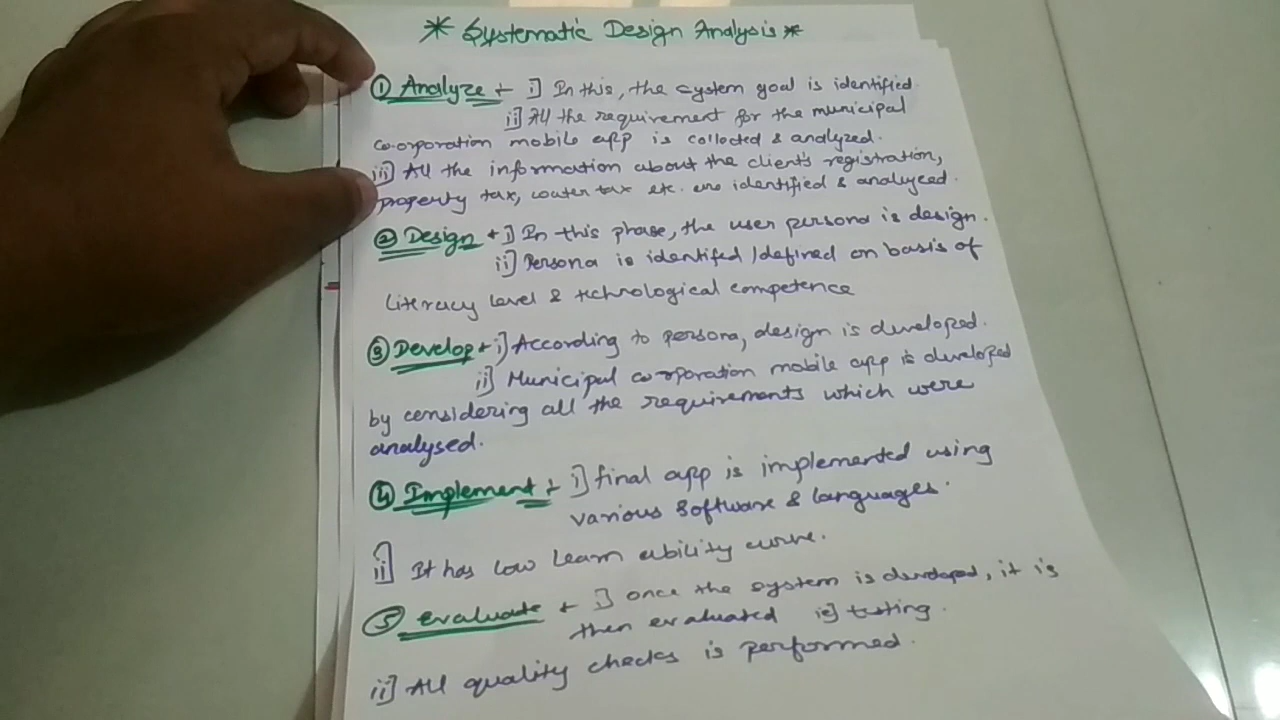 * Systematic Design Analysis *
① Analyze + i] In this, the system goal is identified.
ii] All the requirement for the municipal
co-orporation mobile app is collected & analyzed.
iii] All the information about the client's registration,
property tax, water tax etc. are identified & analyzed.
② Design + i] In this phase, the user persona is design.
ii] Persona is identifed /defined on basis of
Literacy level & technological competence
③ Develop + i] According to persona, design is developed.
ii] Municipal co-orporation mobile app is developed
by considering all the requirements which were
analysed.
④ Implement + i] final app is implemented using
various software & languages.
ii] It has low learn ability curve.
⑤ evaluate + i] once the system is developed, it is
then evaluated ie] testing.
ii] All quality checks is performed.